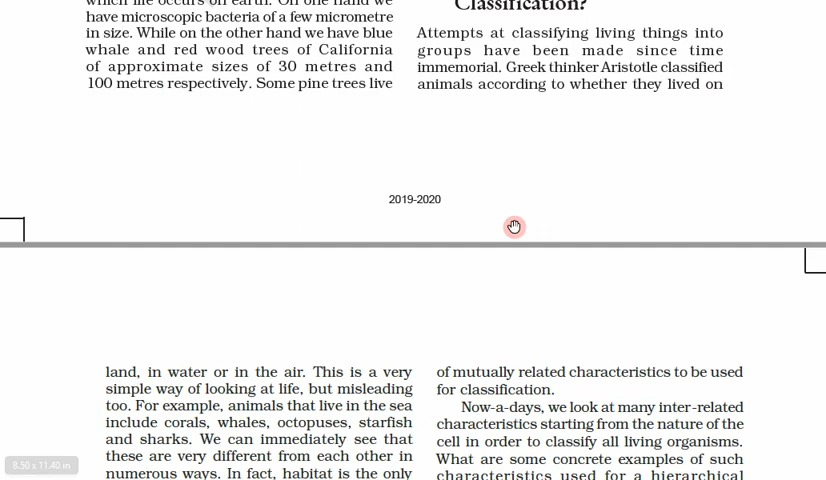 which life occurs on earth. On one hand we
have microscopic bacteria of a few micrometre
in size. While on the other hand we have blue
whale and red wood trees of California
of approximate sizes of 30 metres and
100 metres respectively. Some pine trees live
Classification?
Attempts at classifying living things into
groups have been made since time
immemorial. Greek thinker Aristotle classified
animals according to whether they lived on
2019-2020
land, in water or in the air. This is a very
simple way of looking at life, but misleading
too. For example, animals that live in the sea
include corals, whales, octopuses, starfish
and sharks. We can immediately see that
these are very different from each other in
numerous ways. In fact, habitat is the only
of mutually related characteristics to be used
for classification.
Now-a-days, we look at many inter-related
characteristics starting from the nature of the
cell in order to classify all living organisms.
What are some concrete examples of such
characteristics used for a hierarchical
8.50 x 11.40 in